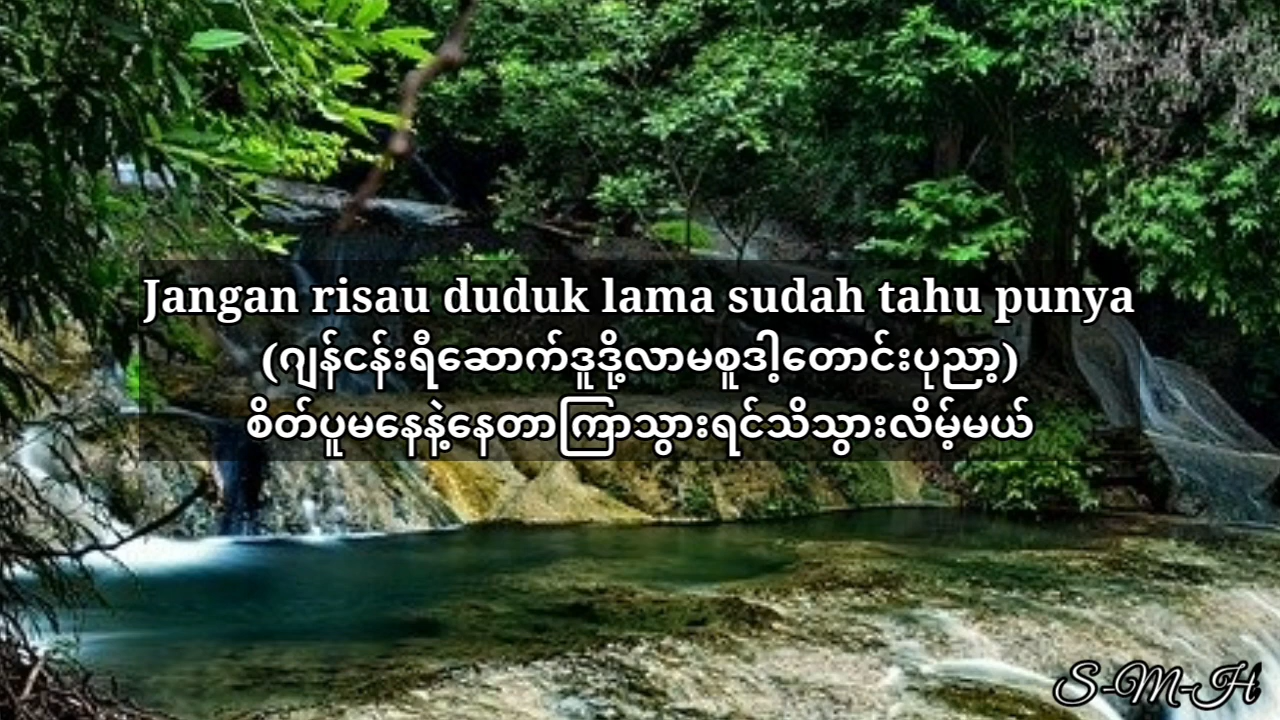 Jangan risau duduk lama sudah tahu punya
(ဂျန်ငန်းရီဆောက်ဒူဒို့လာမစူဒါ့တောင်းပုညာ့)
စိတ်ပူမနေနဲ့နေတာကြာသွားရင်သိသွားလိမ့်မယ်
S-M-H